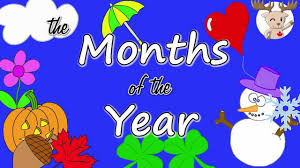 the
Months
of the
Year